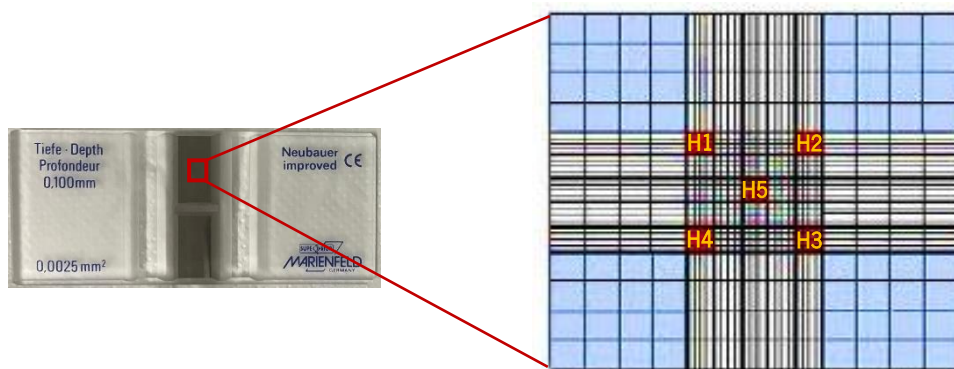 Tiefe · Depth
Profondeur
0,100mm
0,0025 mm²
Neubauer
improved CE
MARIENFELD
GERMANY
H1
H2
H5
H4
H3